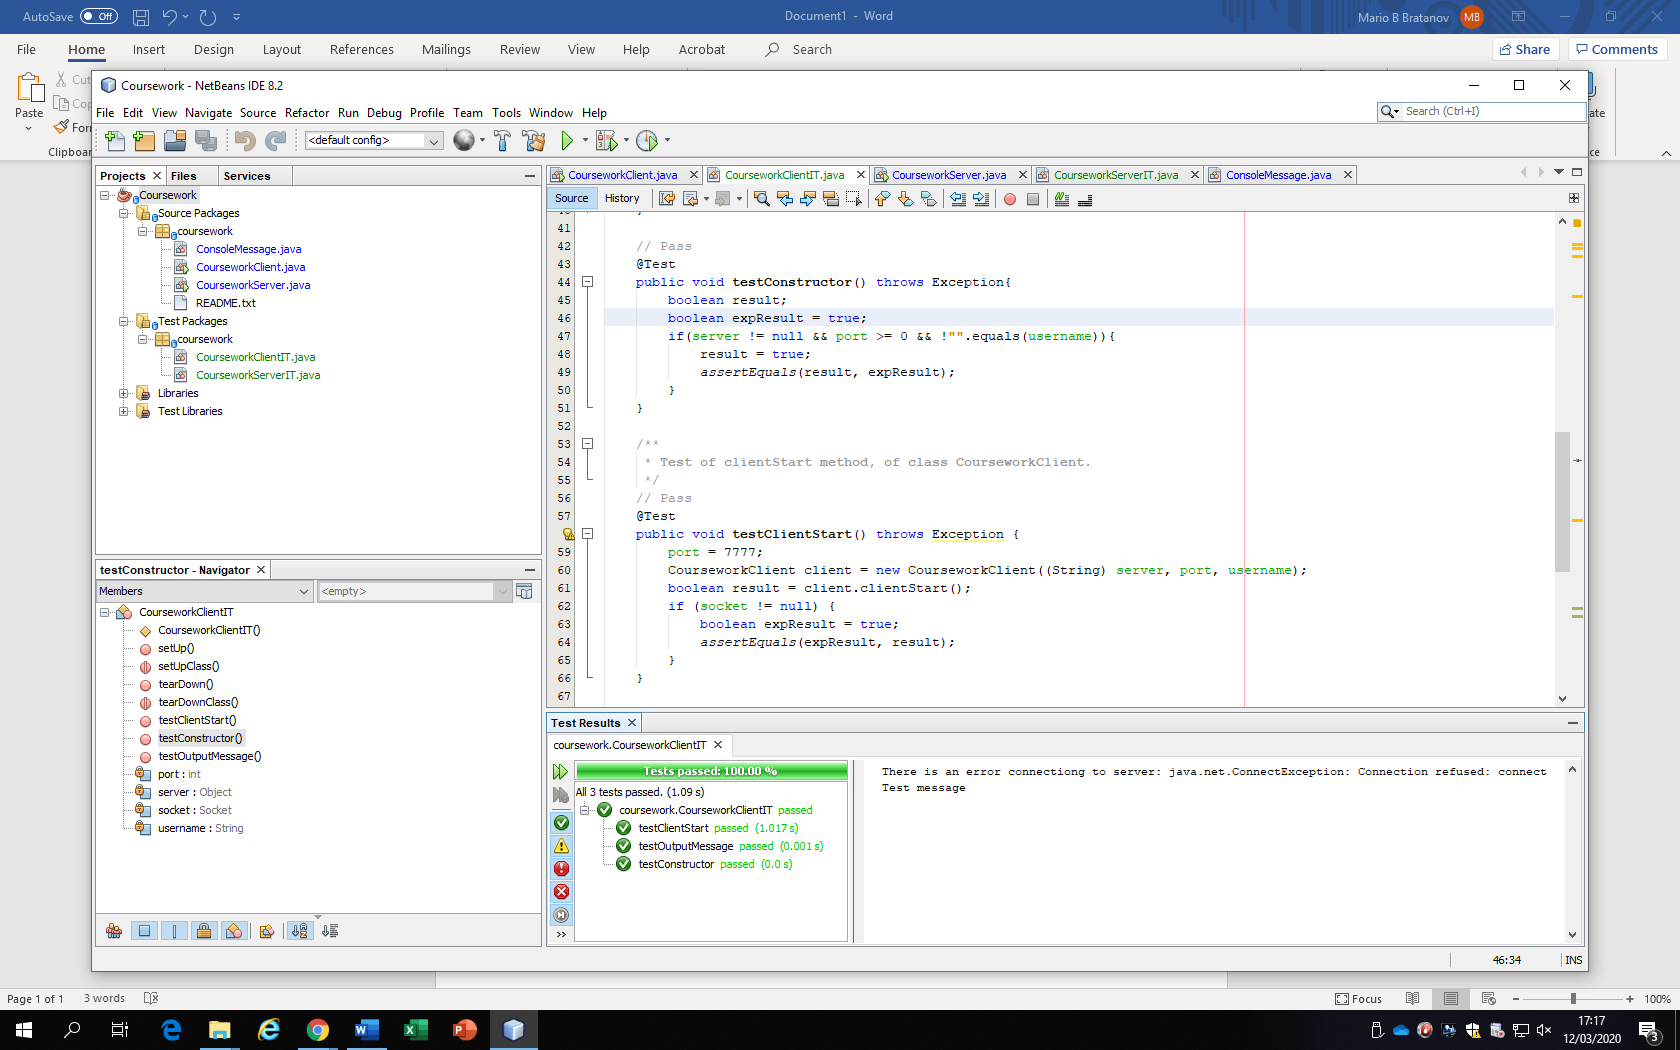 AutoSave Off
Document1 - Word
Mario B Bratanov MB
File Home Insert Design Layout References Mailings Review View Help Acrobat Search
Share Comments
Paste
Clipboar
Coursework - NetBeans IDE 8.2
File Edit View Navigate Source Refactor Run Debug Profile Team Tools Window Help
Search (Ctrl+I)
<default config>
Projects Files Services
Coursework
Source Packages
coursework
ConsoleMessage.java
CourseworkClient.java
CourseworkServer.java
README.txt
Test Packages
coursework
CourseworkClientIT.java
CourseworkServerIT.java
Libraries
Test Libraries
testConstructor - Navigator
Members
<empty>
CourseworkClientIT
CourseworkClientIT()
setUp()
setUpClass()
tearDown()
tearDownClass()
testClientStart()
testConstructor()
testOutputMessage()
port : int
server : Object
socket : Socket
username : String
CourseworkClient.java CourseworkClientIT.java CourseworkServer.java CourseworkServerIT.java ConsoleMessage.java
Source History
41
42 // Pass
43 @Test
44 public void testConstructor() throws Exception{
45 boolean result;
46 boolean expResult = true;
47 if(server != null && port >= 0 && !"".equals(username)){
48 result = true;
49 assertEquals(result, expResult);
50 }
51 }
52
53 /**
54 * Test of clientStart method, of class CourseworkClient.
55 */
56 // Pass
57 @Test
public void testClientStart() throws Exception {
59 port = 7777;
60 CourseworkClient client = new CourseworkClient((String) server, port, username);
61 boolean result = client.clientStart();
62 if (socket != null) {
63 boolean expResult = true;
64 assertEquals(expResult, result);
65 }
66 }
67
Test Results
coursework.CourseworkClientIT
Tests passed: 100.00 %
All 3 tests passed. (1.09 s)
coursework.CourseworkClientIT passed
testClientStart passed (1.017 s)
testOutputMessage passed (0.001 s)
testConstructor passed (0.0 s)
There is an error connectiong to server: java.net.ConnectException: Connection refused: connect
Test message
46:34 INS
Page 1 of 1 3 words
Focus
100%
17:17
12/03/2020
3